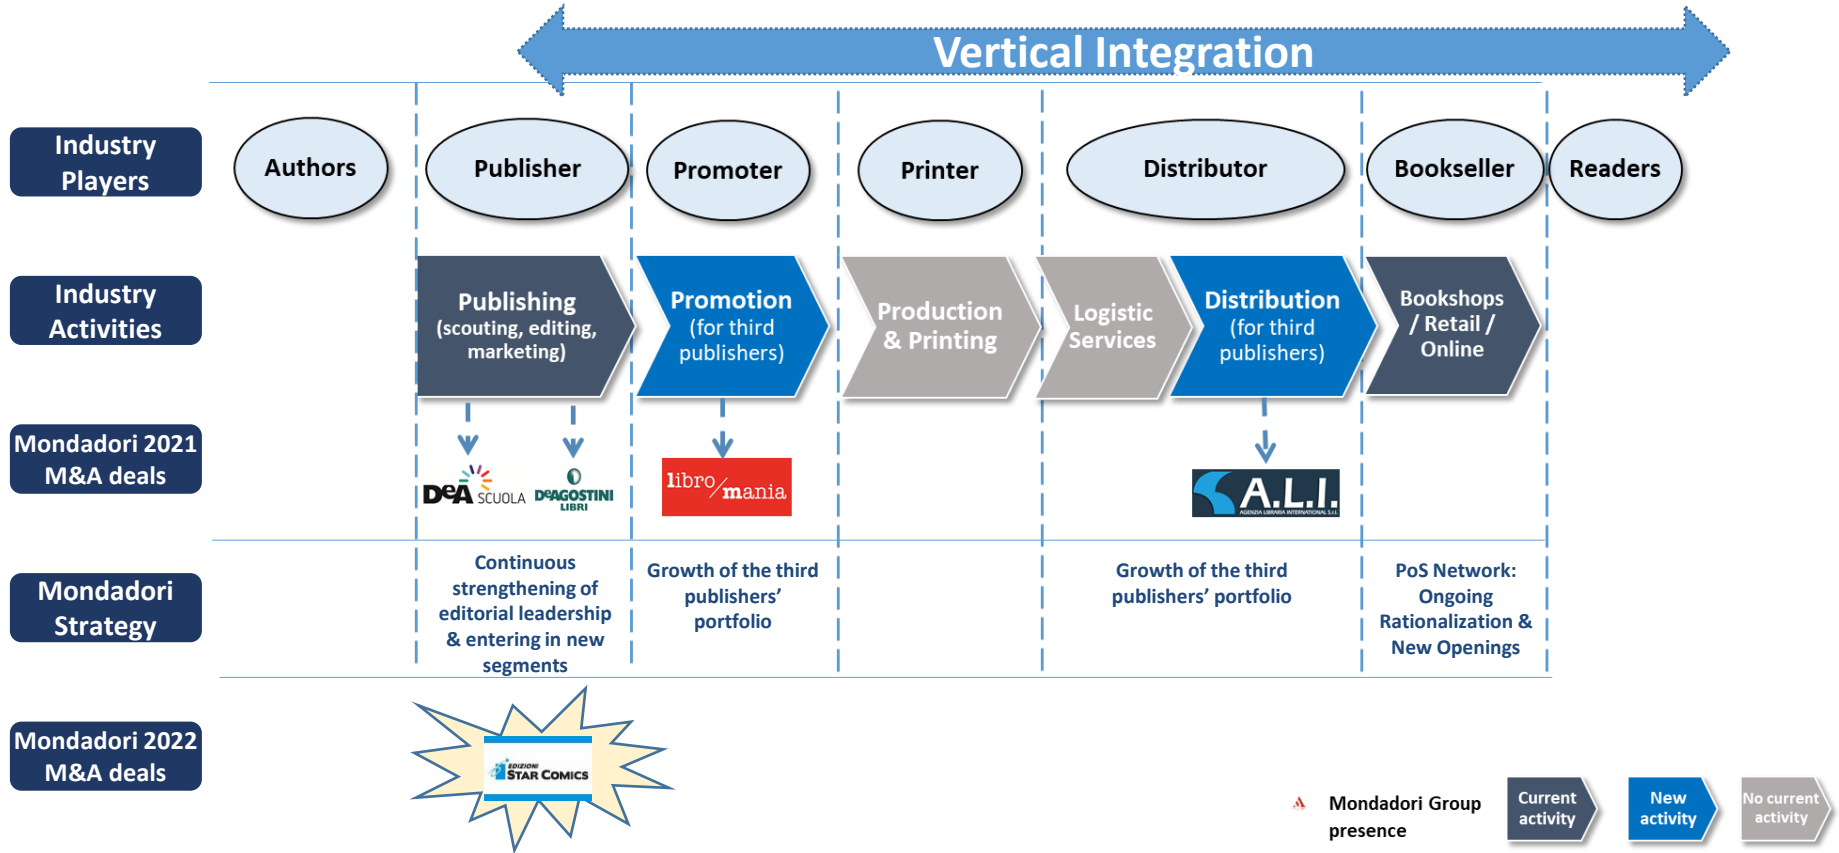 Vertical Integration
Industry
Players
Authors
Publisher
Promoter
Printer
Distributor
Bookseller
Readers
Industry
Activities
Publishing
(scouting, editing,
marketing)
Promotion
(for third
publishers)
Production
& Printing
Logistic
Services
Distribution
(for third
publishers)
Bookshops
/ Retail /
Online
Mondadori 2021
M&A deals
DeA SCUOLA
DeAGOSTINI
LIBRI
libro/mania
A.L.I.
AGENZIA LIBRARIA INTERNATIONAL S.r.l.
Mondadori
Strategy
Continuous
strengthening of
editorial leadership
& entering in new
segments
Growth of the third
publishers’
portfolio
Growth of the third
publishers’ portfolio
PoS Network:
Ongoing
Rationalization &
New Openings
Mondadori 2022
M&A deals
EDIZIONI
STAR COMICS
Mondadori Group
presence
Current
activity
New
activity
No current
activity